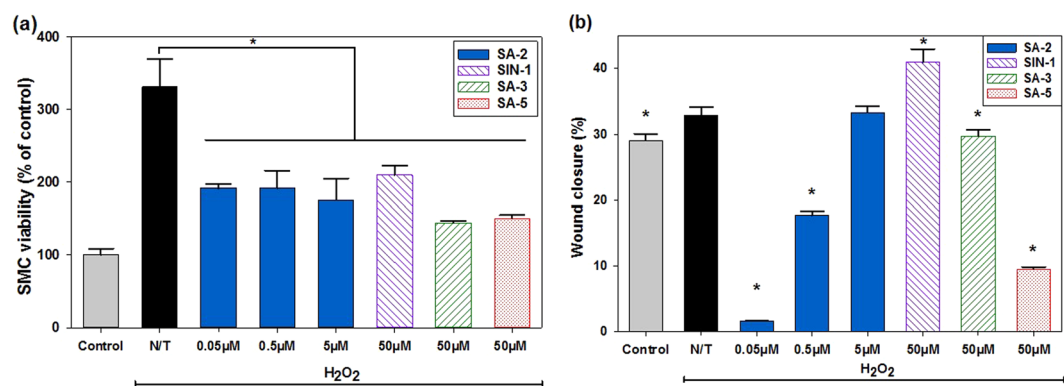 (a)
SMC viability (% of control)
400
300
200
100
0
*
SA-2
SIN-1
SA-3
SA-5
Control N/T 0.05µM 0.5µM 5µM 50µM 50µM 50µM
H₂O₂
(b)
Wound closure (%)
40
30
20
10
0
* * * * * *
SA-2
SIN-1
SA-3
SA-5
Control N/T 0.05µM 0.5µM 5µM 50µM 50µM 50µM
H₂O₂